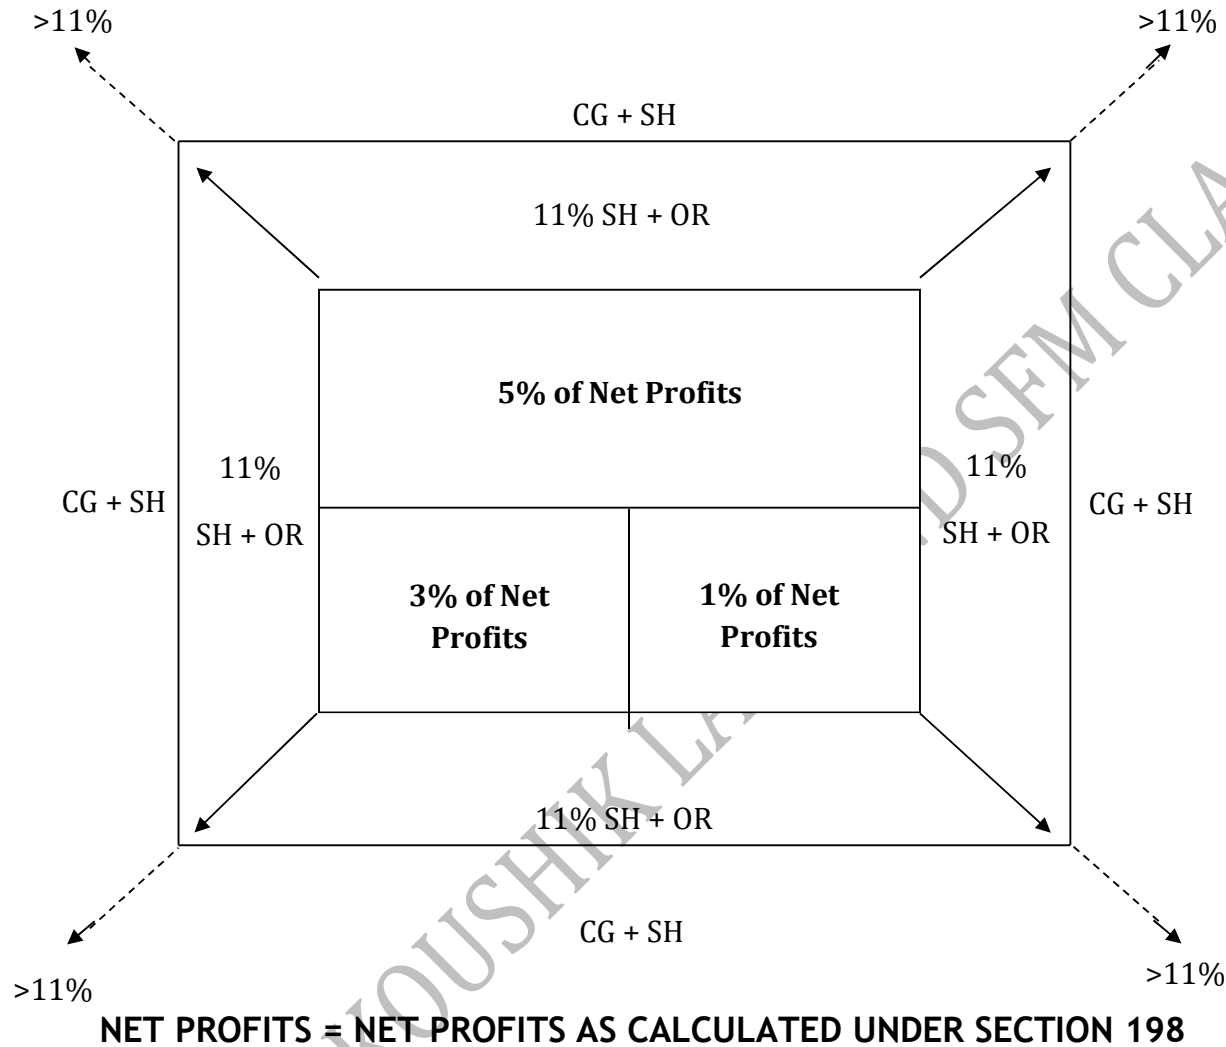 >11%
>11%
CG + SH
11% SH + OR
5% of Net Profits
11%
SH + OR
CG + SH
11%
SH + OR
CG + SH
3% of Net
Profits
1% of Net
Profits
11% SH + OR
CG + SH
>11%
>11%
NET PROFITS = NET PROFITS AS CALCULATED UNDER SECTION 198
KOUSHIK
SFM